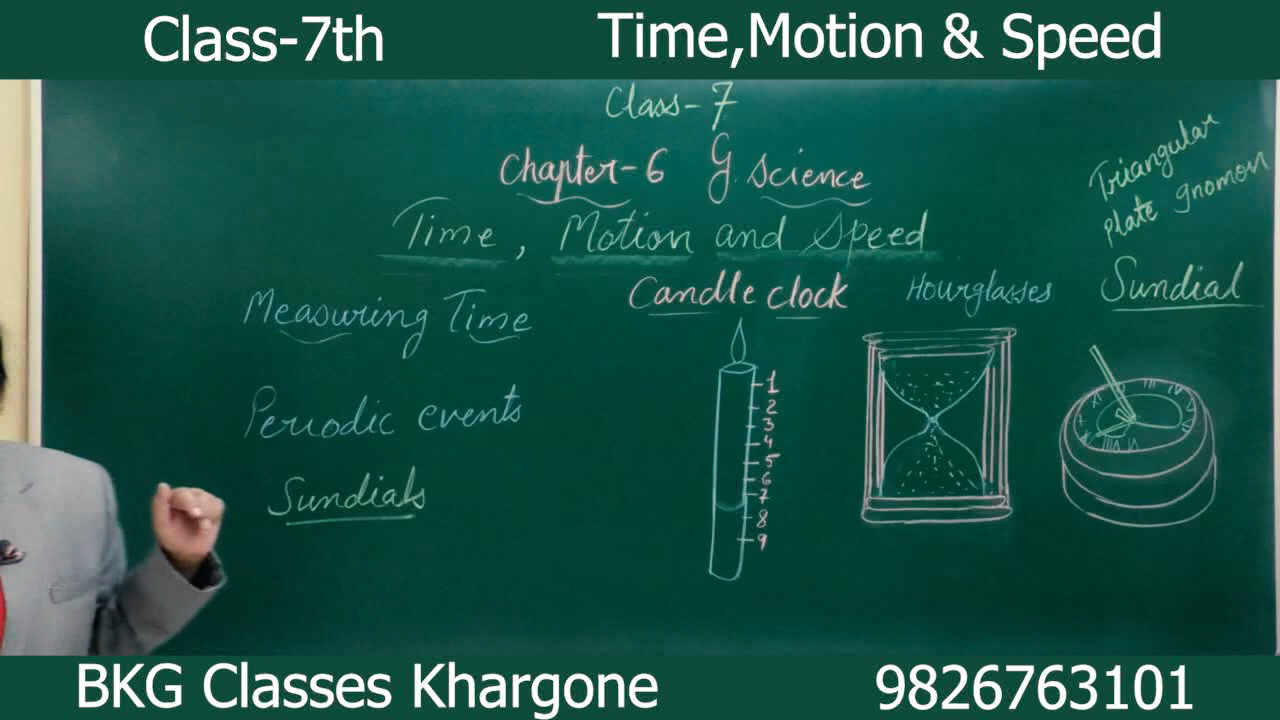 Class-7th
Time,Motion & Speed
Class-7
Chapter-6 G. Science
Time, Motion and Speed
Triangular
Plate gnomon
Measuring Time
Candle clock
Hourglasses
Sundial
Periodic events
Sundials
1
2
3
4
5
6
7
8
9
BKG Classes Khargone
9826763101